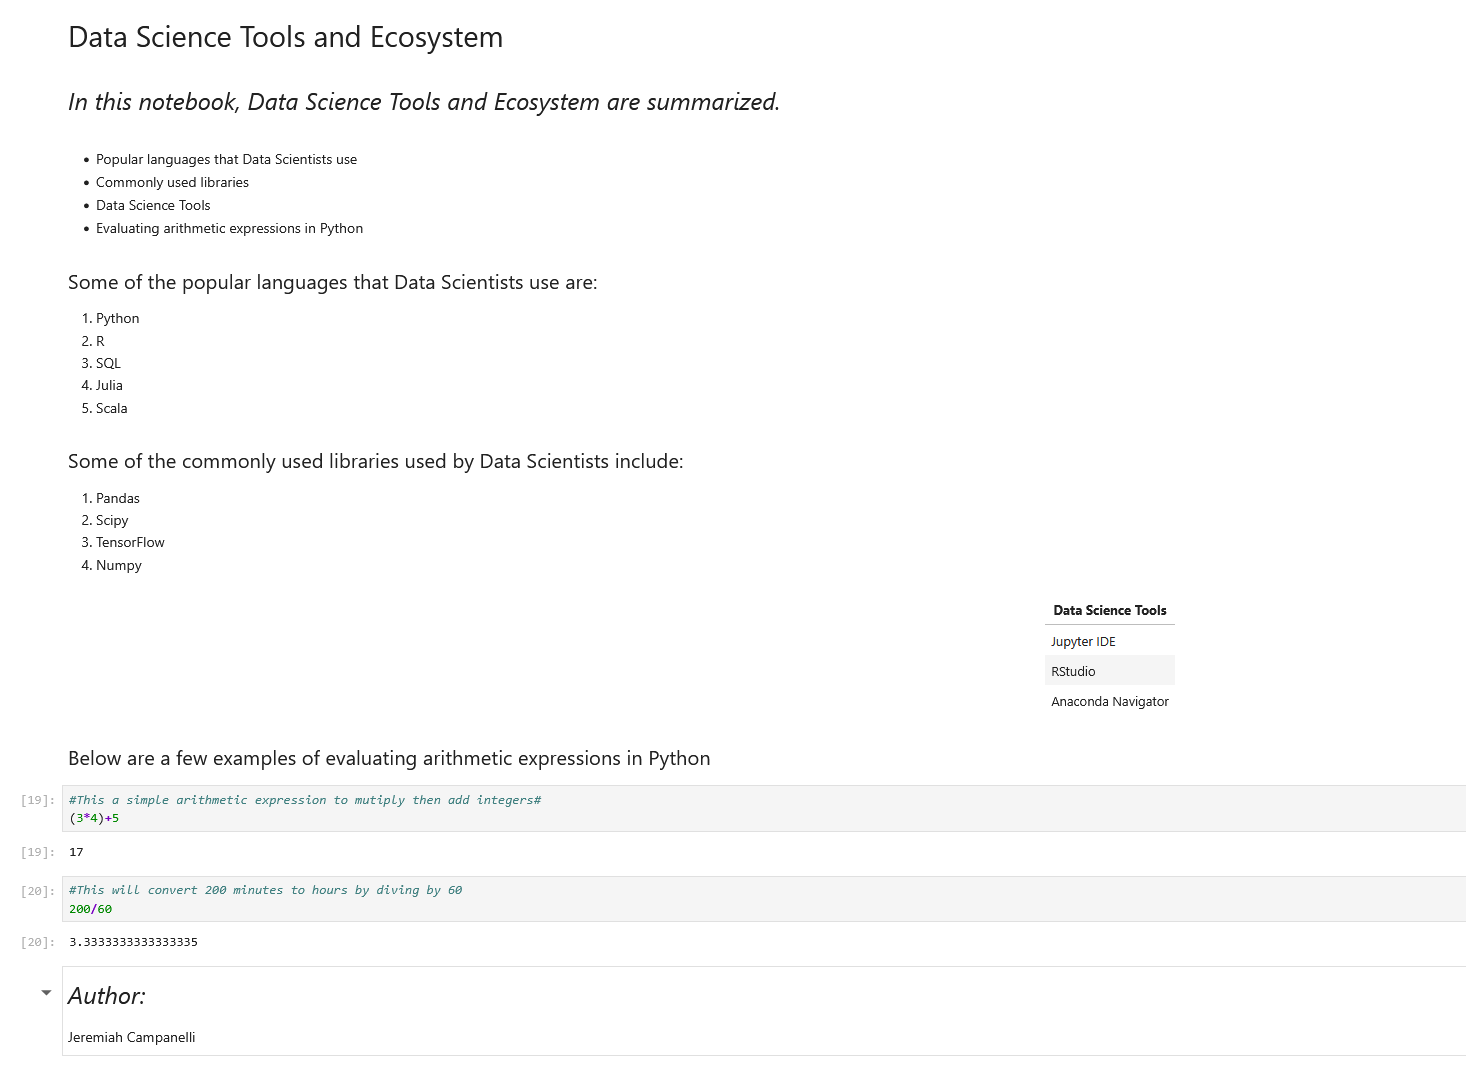 Data Science Tools and Ecosystem
In this notebook, Data Science Tools and Ecosystem are summarized.
• Popular languages that Data Scientists use
• Commonly used libraries
• Data Science Tools
• Evaluating arithmetic expressions in Python
Some of the popular languages that Data Scientists use are:
1. Python
2. R
3. SQL
4. Julia
5. Scala
Some of the commonly used libraries used by Data Scientists include:
1. Pandas
2. Scipy
3. TensorFlow
4. Numpy
Data Science Tools
Jupyter IDE
RStudio
Anaconda Navigator
Below are a few examples of evaluating arithmetic expressions in Python
[19]: #This a simple arithmetic expression to mutiply then add integers#
(3*4)+5
[19]: 17
[20]: #This will convert 200 minutes to hours by diving by 60
200/60
[20]: 3.3333333333333335
Author:
Jeremiah Campanelli